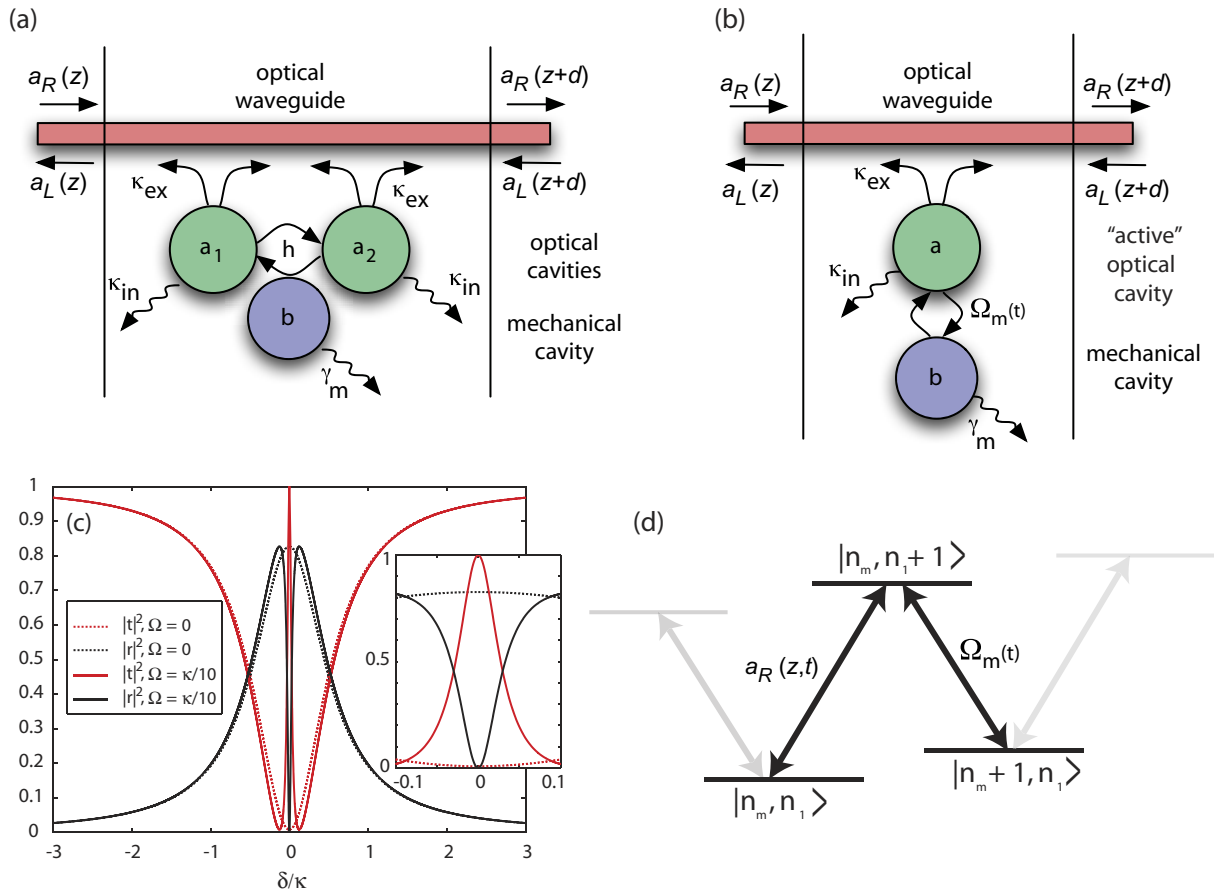 (a)
a_R(z)
optical
waveguide
a_R(z+d)
a_L(z)
κ_ex
κ_ex
a_L(z+d)
a_1
h
a_2
optical
cavities
κ_in
κ_in
b
mechanical
cavity
γ_m
(b)
a_R(z)
optical
waveguide
a_R(z+d)
a_L(z)
κ_ex
a_L(z+d)
a
"active"
optical
cavity
κ_in
Ω_m(t)
b
mechanical
cavity
γ_m
(c)
1
0.9
0.8
0.7
0.6
0.5
0.4
0.3
0.2
0.1
0
-3
-2
-1
0
1
2
3
δ/κ
|t|², Ω = 0
|r|², Ω = 0
|t|², Ω = κ/10
|r|², Ω = κ/10
1
0.5
0
-0.1
0
0.1
(d)
|n_m, n_1 + 1⟩
a_R(z,t)
Ω_m(t)
|n_m, n_1⟩
|n_m + 1, n_1⟩